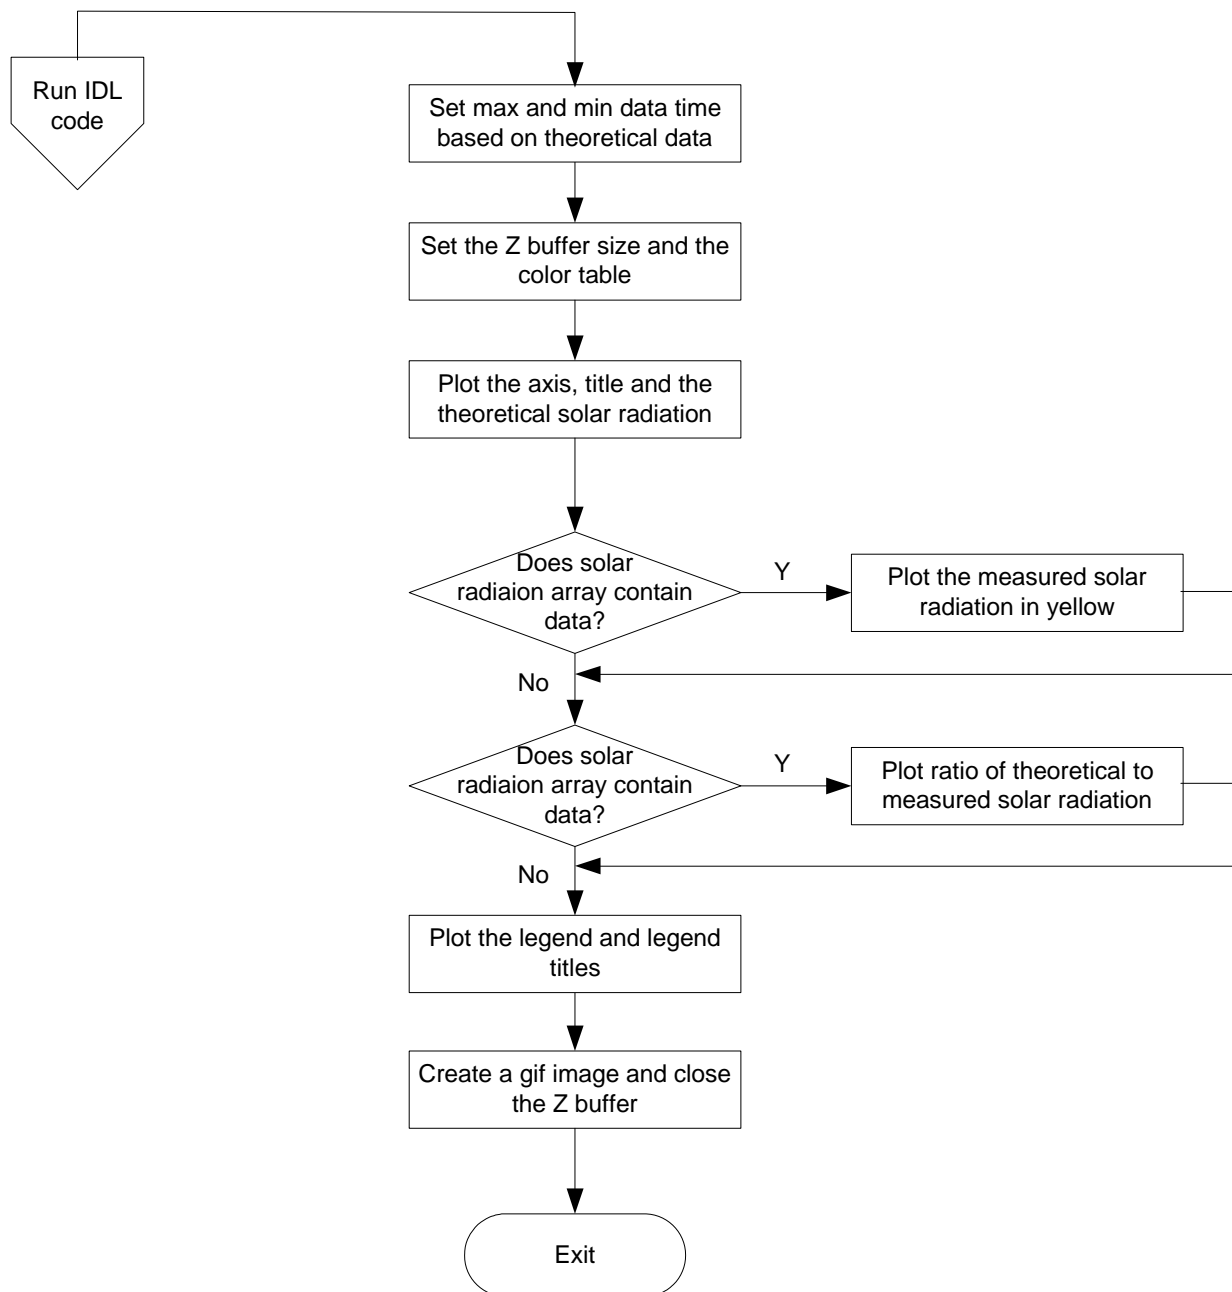 Run IDL
code
Set max and min data time
based on theoretical data
Set the Z buffer size and the
color table
Plot the axis, title and the
theoretical solar radiation
Does solar
radiaion array contain
data?
Y
Plot the measured solar
radiation in yellow
No
Does solar
radiaion array contain
data?
Y
Plot ratio of theoretical to
measured solar radiation
No
Plot the legend and legend
titles
Create a gif image and close
the Z buffer
Exit